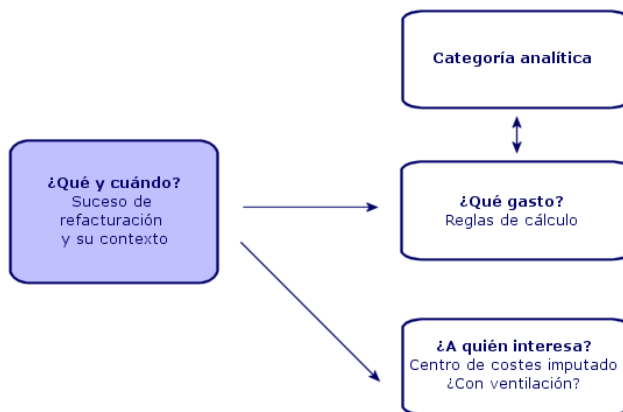 Categoría analítica
¿Qué y cuándo?
Suceso de
refacturación
y su contexto
¿Qué gasto?
Reglas de cálculo
¿A quién interesa?
Centro de costes imputado
¿Con ventilación?